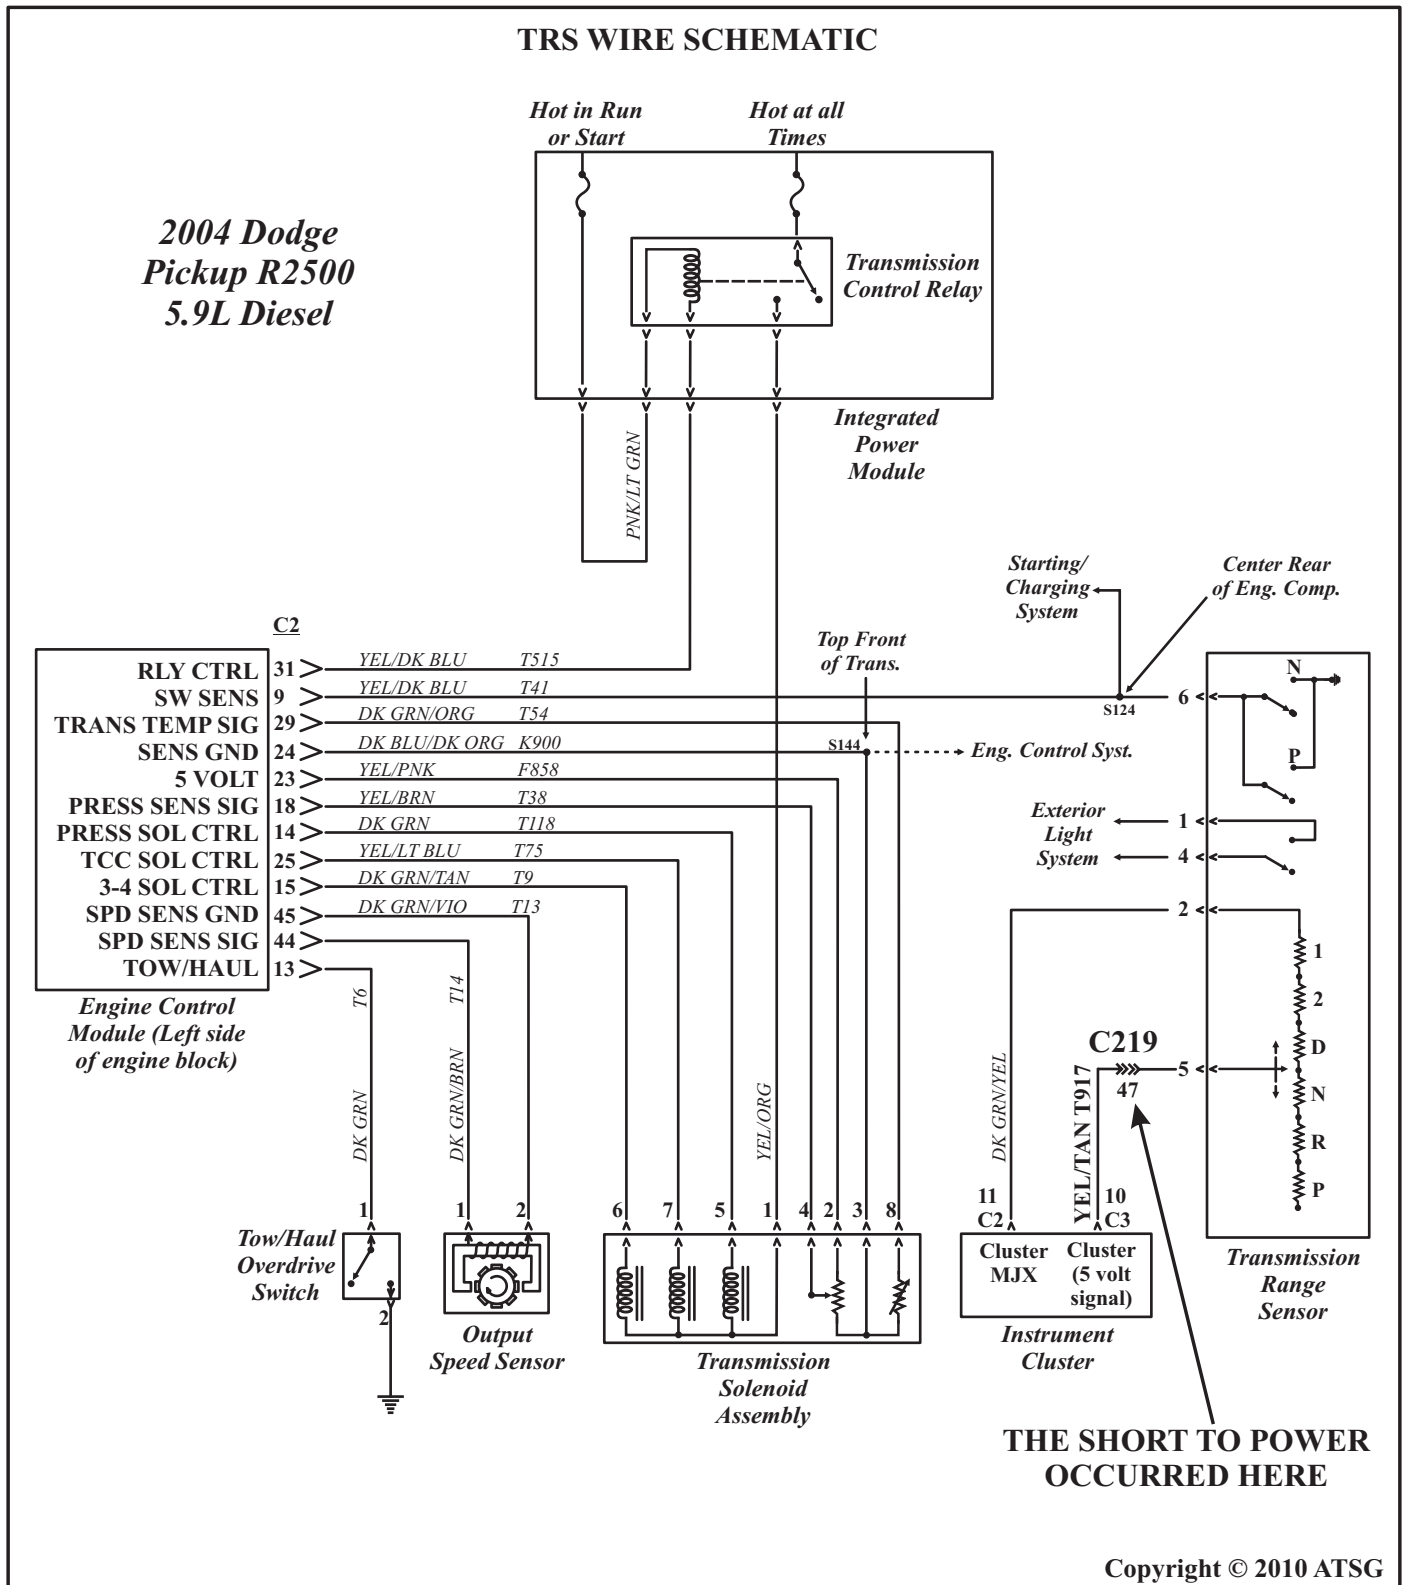 TRS WIRE SCHEMATIC
Hot in Run
or Start
Hot at all
Times
2004 Dodge
Pickup R2500
5.9L Diesel
Transmission
Control Relay
Integrated
Power
Module
PNK/LT GRN
Starting/
Charging
System
Center Rear
of Eng. Comp.
Top Front
of Trans.
C2
RLY CTRL 31 YEL/DK BLU T515
SW SENS 9 YEL/DK BLU T41
S124
6
TRANS TEMP SIG 29 DK GRN/ORG T54
SENS GND 24 DK BLU/DK ORG K900
S144
Eng. Control Syst.
5 VOLT 23 YEL/PNK F858
PRESS SENS SIG 18 YEL/BRN T38
PRESS SOL CTRL 14 DK GRN T118
TCC SOL CTRL 25 YEL/LT BLU T75
3-4 SOL CTRL 15 DK GRN/TAN T9
SPD SENS GND 45 DK GRN/VIO T13
SPD SENS SIG 44
TOW/HAUL 13
Engine Control
Module (Left side
of engine block)
N
P
Exterior
Light
System
1
4
2
1
2
D
N
R
P
C219
47
5
T6
DK GRN
T14
DK GRN/BRN
YEL/ORG
DK GRN/YEL
YEL/TAN T917
1
1
2
6
7
5
1
4
2
3
8
11
C2
10
C3
Tow/Haul
Overdrive
Switch
2
Output
Speed Sensor
Transmission
Solenoid
Assembly
Cluster
MJX
Cluster
(5 volt
signal)
Instrument
Cluster
Transmission
Range
Sensor
THE SHORT TO POWER
OCCURRED HERE
Copyright © 2010 ATSG